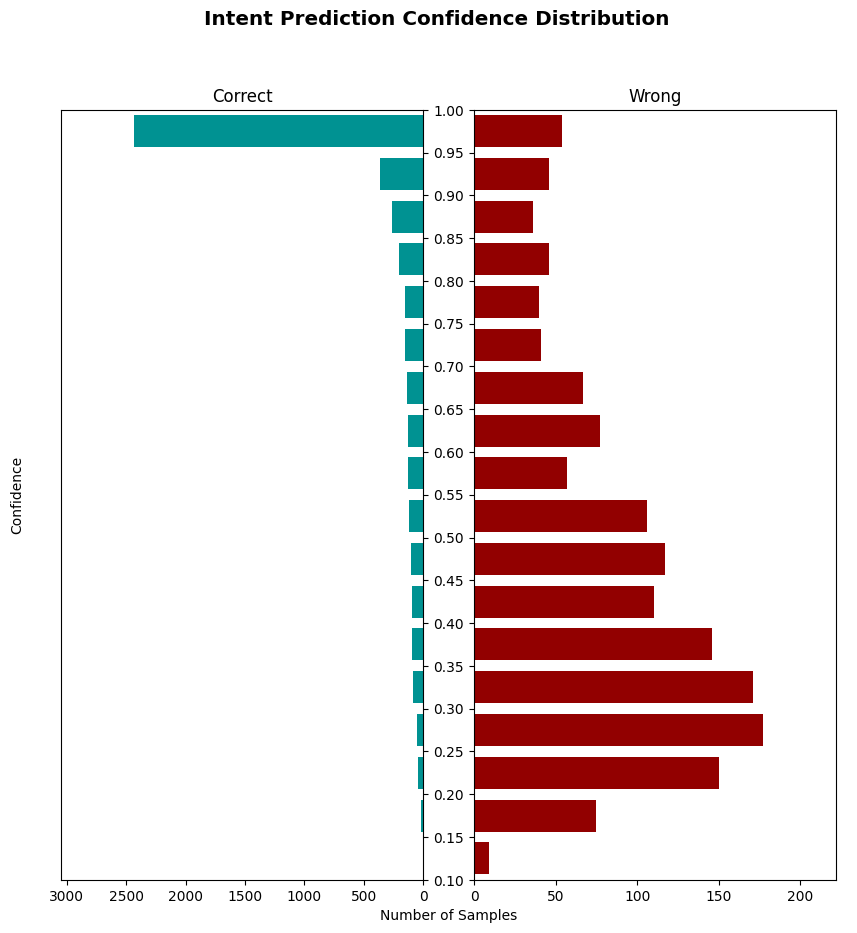 Intent Prediction Confidence Distribution
Correct
Wrong
1.00
0.95
0.90
0.85
0.80
0.75
0.70
0.65
0.60
0.55
0.50
0.45
0.40
0.35
0.30
0.25
0.20
0.15
0.10
Confidence
3000 2500 2000 1500 1000 500 0
0 50 100 150 200
Number of Samples